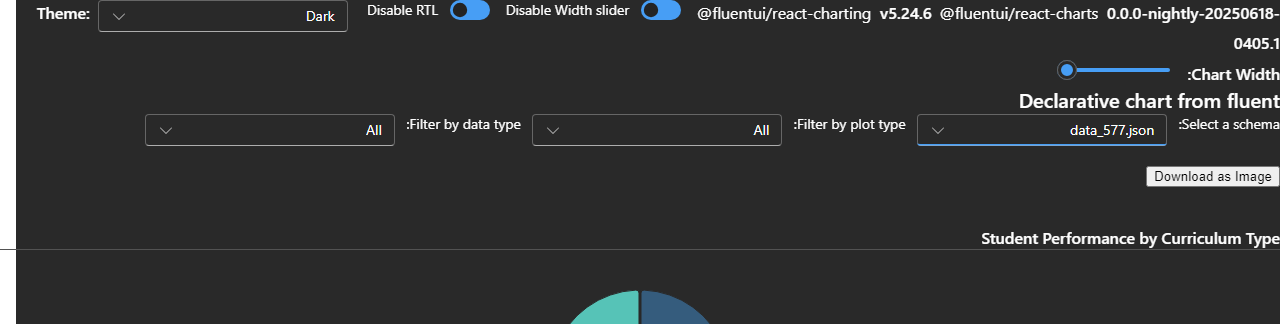 Theme:
Dark
Disable RTL
Disable Width slider
@fluentui/react-charting v5.24.6 @fluentui/react-charts 0.0.0-nightly-20250618-
0405.1
:Chart Width
Declarative chart from fluent
:Select a schema
data_577.json
:Filter by plot type
All
:Filter by data type
All
Download as Image
Student Performance by Curriculum Type